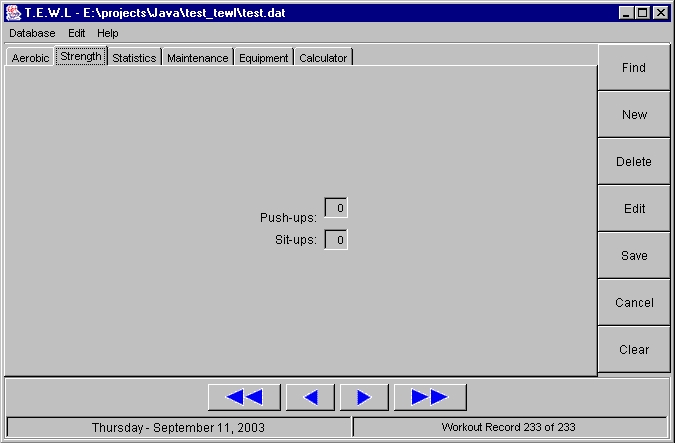 T.E.W.L - E:\projects\Java\test_tewl\test.dat
Database Edit Help
Aerobic Strength Statistics Maintenance Equipment Calculator
Find
New
Delete
Edit
Save
Cancel
Clear
Push-ups: 0
Sit-ups: 0
Thursday - September 11, 2003 Workout Record 233 of 233